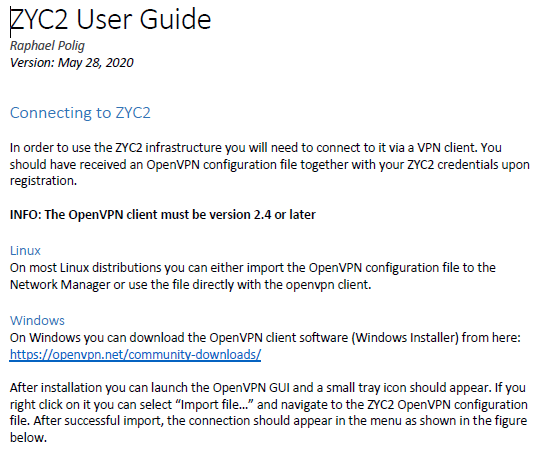 ZYC2 User Guide
Raphael Polig
Version: May 28, 2020
Connecting to ZYC2
In order to use the ZYC2 infrastructure you will need to connect to it via a VPN client. You
should have received an OpenVPN configuration file together with your ZYC2 credentials upon
registration.
INFO: The OpenVPN client must be version 2.4 or later
Linux
On most Linux distributions you can either import the OpenVPN configuration file to the
Network Manager or use the file directly with the openvpn client.
Windows
On Windows you can download the OpenVPN client software (Windows Installer) from here:
https://openvpn.net/community-downloads/
After installation you can launch the OpenVPN GUI and a small tray icon should appear. If you
right click on it you can select “Import file…” and navigate to the ZYC2 OpenVPN configuration
file. After successful import, the connection should appear in the menu as shown in the figure
below.